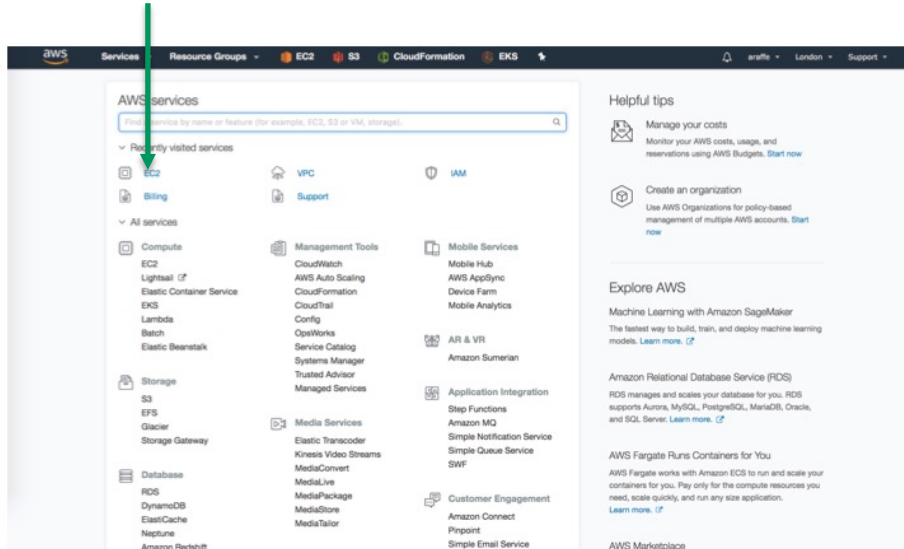 aws
Services
Resource Groups
EC2
S3
CloudFormation
EKS
araffe
London
Support
AWS services
Find a service by name or feature (for example, EC2, S3 or VM, storage).
Recently visited services
EC2
VPC
IAM
Billing
Support
All services
Compute
EC2
Lightsail
Elastic Container Service
EKS
Lambda
Batch
Elastic Beanstalk
Storage
S3
EFS
Glacier
Storage Gateway
Database
RDS
DynamoDB
ElastiCache
Neptune
Amazon Redshift
Management Tools
CloudWatch
AWS Auto Scaling
CloudFormation
CloudTrail
Config
OpsWorks
Service Catalog
Systems Manager
Trusted Advisor
Managed Services
Media Services
Elastic Transcoder
Kinesis Video Streams
MediaConvert
MediaLive
MediaPackage
MediaStore
MediaTailor
Mobile Services
Mobile Hub
AWS AppSync
Device Farm
Mobile Analytics
AR & VR
Amazon Sumerian
Application Integration
Step Functions
Amazon MQ
Simple Notification Service
Simple Queue Service
SWF
Customer Engagement
Amazon Connect
Pinpoint
Simple Email Service
Helpful tips
Manage your costs
Monitor your AWS costs, usage, and
reservations using AWS Budgets. Start now
Create an organization
Use AWS Organizations for policy-based
management of multiple AWS accounts. Start
now
Explore AWS
Machine Learning with Amazon SageMaker
The fastest way to build, train, and deploy machine learning
models. Learn more.
Amazon Relational Database Service (RDS)
RDS manages and scales your database for you. RDS
supports Aurora, MySQL, PostgreSQL, MariaDB, Oracle,
and SQL Server. Learn more.
AWS Fargate Runs Containers for You
AWS Fargate works with Amazon ECS to run and scale your
containers for you. Pay only for the compute resources you
need, scale quickly, and run any size application.
Learn more.
AWS Marketplace